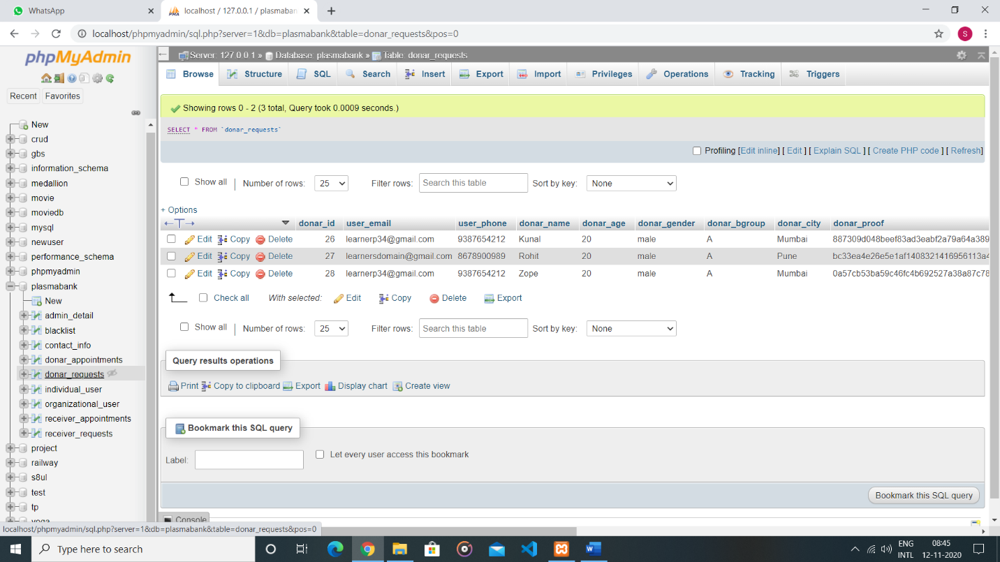 WhatsApp
localhost / 127.0.0.1 / plasmaban
localhost/phpmyadmin/sql.php?server=1&db=plasmabank&table=donar_requests&pos=0
S
phpMyAdmin
Recent Favorites
New
crud
gbs
information_schema
medallion
movie
moviedb
mysql
newuser
performance_schema
phpmyadmin
plasmabank
New
admin_detail
blacklist
contact_info
donar_appointments
donar_requests
individual_user
organizational_user
receiver_appointments
receiver_requests
project
railway
s8ul
test
tp
yoga
Server: 127.0.0.1 » Database: plasmabank » Table: donar_requests
Browse Structure SQL Search Insert Export Import Privileges Operations Tracking Triggers
Showing rows 0 - 2 (3 total, Query took 0.0009 seconds.)
SELECT * FROM `donar_requests`
Profiling [Edit inline] [ Edit ] [ Explain SQL ] [ Create PHP code ] [ Refresh]
Show all | Number of rows: 25 Filter rows: Search this table Sort by key: None
+ Options
donar_id user_email user_phone donar_name donar_age donar_gender donar_bgroup donar_city donar_proof
Edit Copy Delete 26 learnerp34@gmail.com 9387654212 Kunal 20 male A Mumbai 887309d048beef83ad3eabf2a79a64a389
Edit Copy Delete 27 learnersdomain@gmail.com 8678900989 Rohit 20 male A Pune bc33ea4e26e5e1af1408321416956113a4
Edit Copy Delete 28 learnerp34@gmail.com 9387654212 Zope 20 male A Mumbai 0a57cb53ba59c46fc4b692527a38a87c78
Check all With selected: Edit Copy Delete Export
Show all | Number of rows: 25 Filter rows: Search this table Sort by key: None
Query results operations
Print Copy to clipboard Export Display chart Create view
Bookmark this SQL query
Label: Let every user access this bookmark
Bookmark this SQL query
Console
localhost/phpmyadmin/sql.php?server=1&db=plasmabank&table=donar_requests&pos=0
Type here to search
ENG
INTL
08:45
12-11-2020